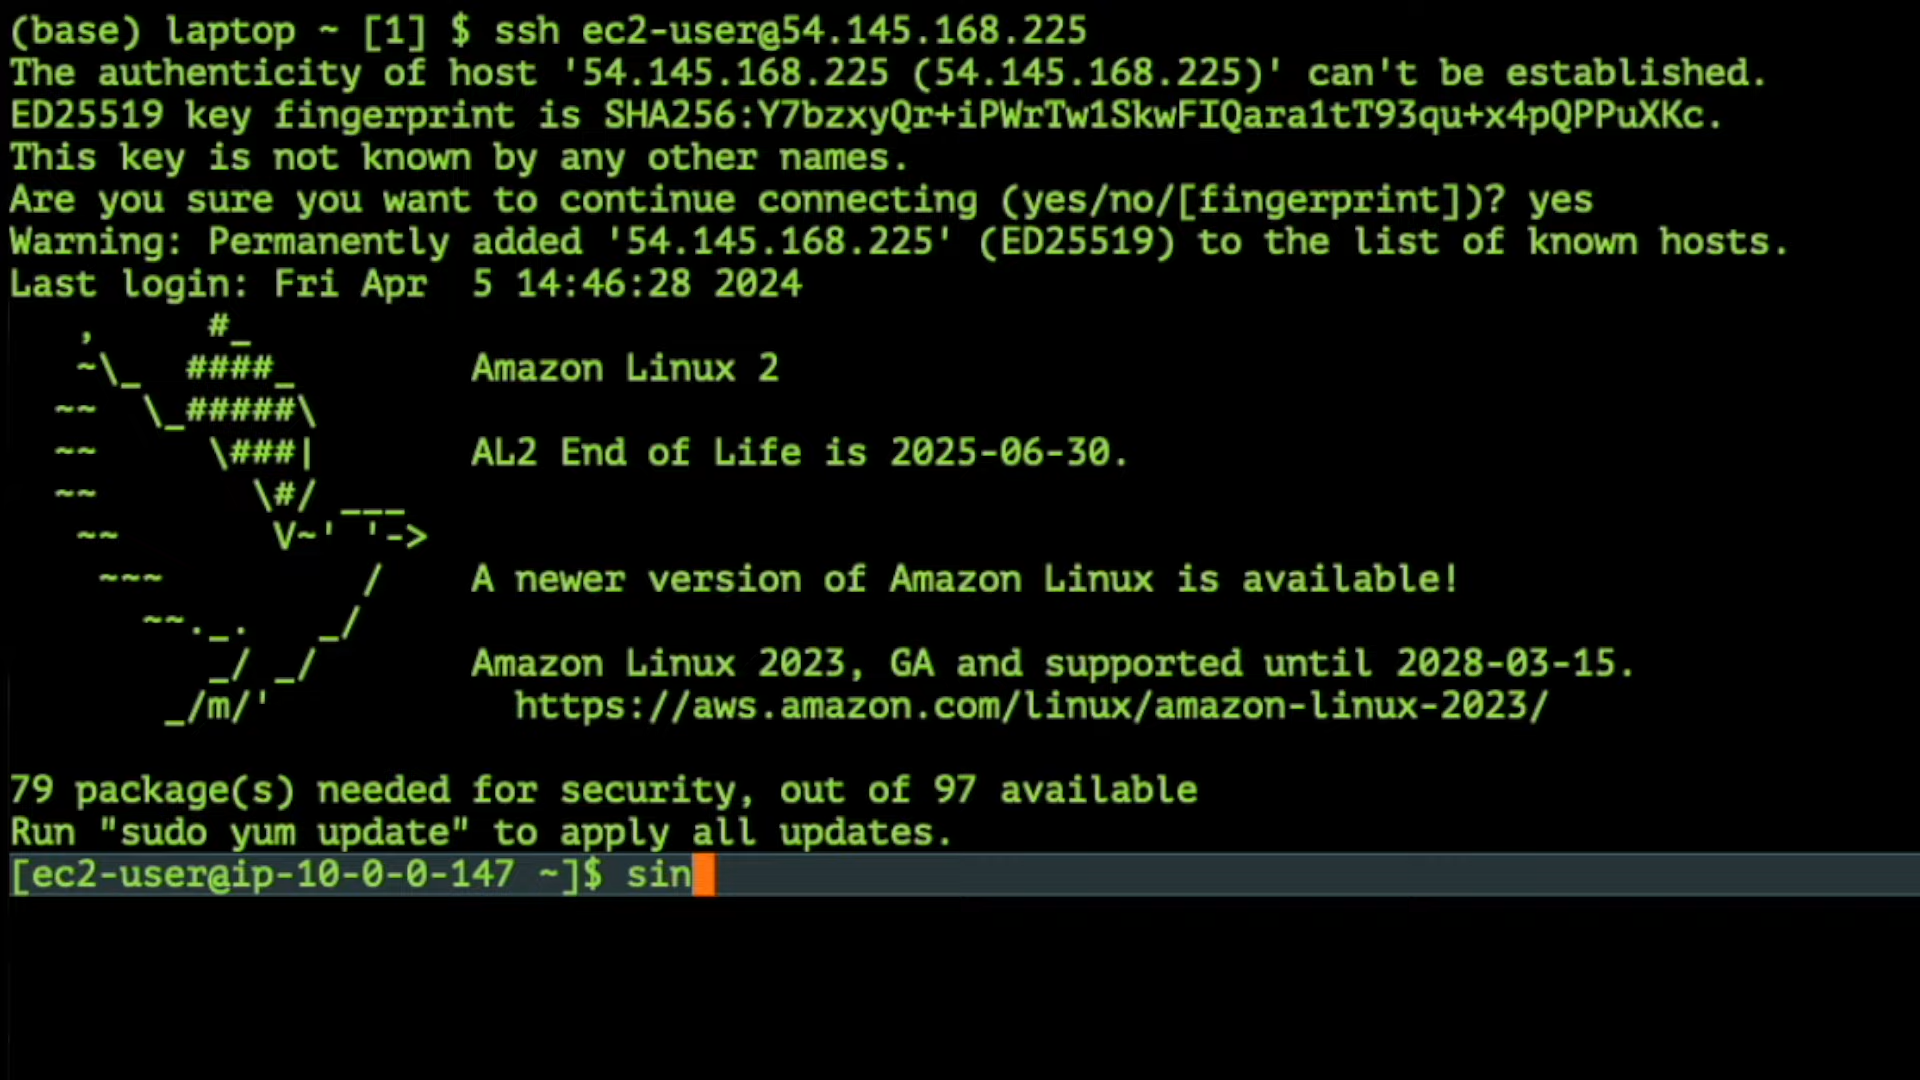 (base) laptop ~ [1] $ ssh ec2-user@54.145.168.225
The authenticity of host '54.145.168.225 (54.145.168.225)' can't be established.
ED25519 key fingerprint is SHA256:Y7bzxyQr+iPWrTw1SkwFIQara1tT93qu+x4pQPPuXKc.
This key is not known by any other names.
Are you sure you want to continue connecting (yes/no/[fingerprint])? yes
Warning: Permanently added '54.145.168.225' (ED25519) to the list of known hosts.
Last login: Fri Apr  5 14:46:28 2024
   ,     #_
   ~\_  ####_        Amazon Linux 2
  ~~  \_#####\
  ~~     \###|       AL2 End of Life is 2025-06-30.
  ~~       \#/ ___
   ~~       V~' '->
    ~~~         /    A newer version of Amazon Linux is available!
      ~~._.   _/
         _/ _/       Amazon Linux 2023, GA and supported until 2028-03-15.
       _/m/'           https://aws.amazon.com/linux/amazon-linux-2023/
79 package(s) needed for security, out of 97 available
Run "sudo yum update" to apply all updates.
[ec2-user@ip-10-0-0-147 ~]$ sin